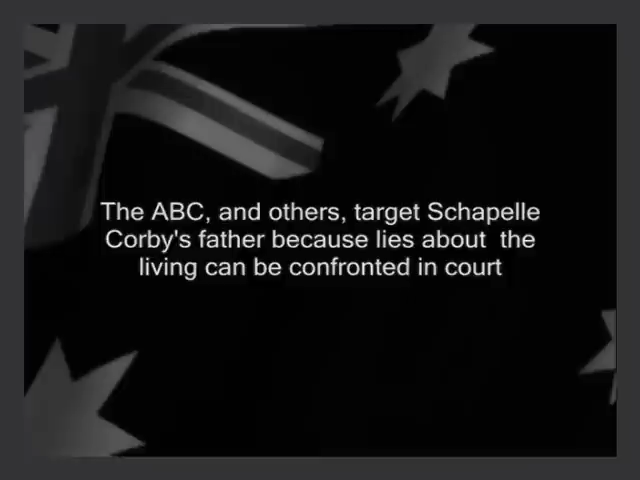 The ABC, and others, target Schapelle
Corby's father because lies about  the
living can be confronted in court